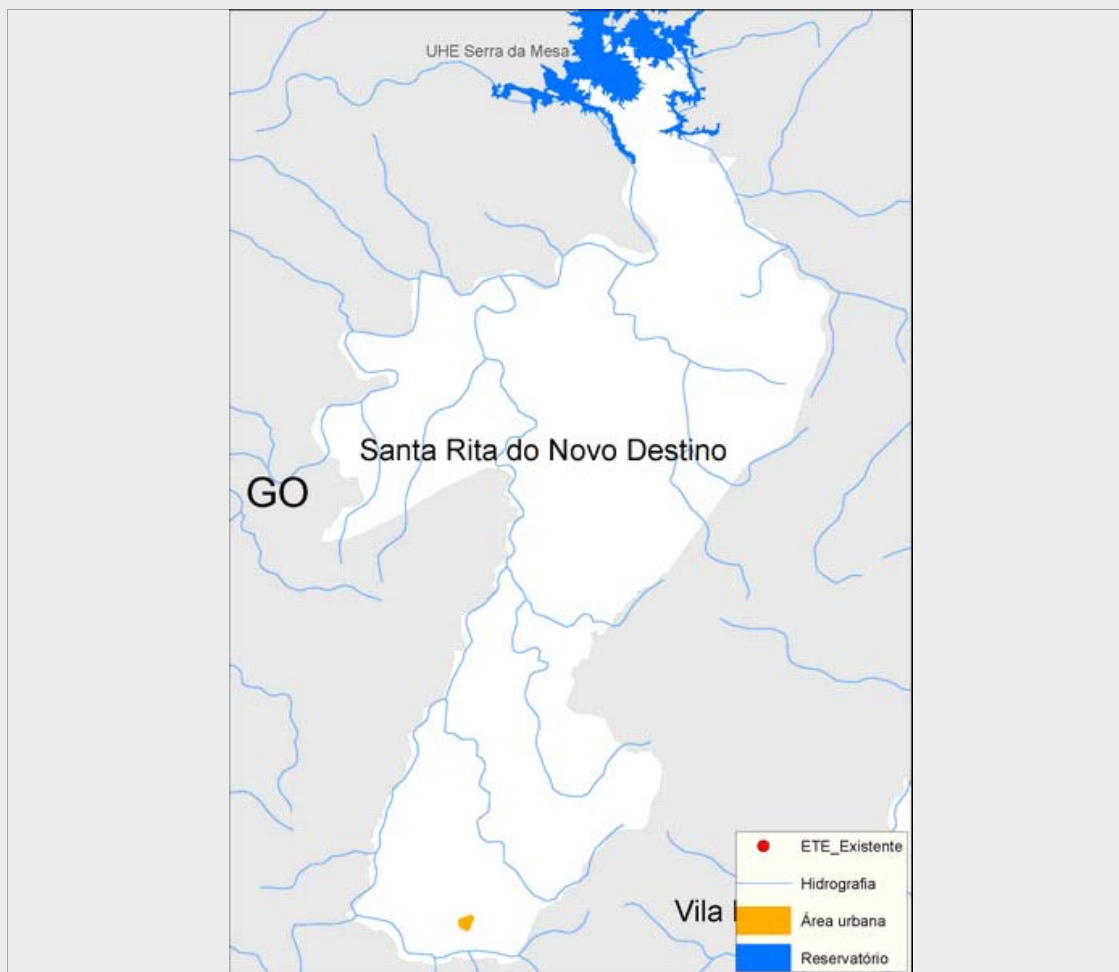 UHE Serra da Mesa
Santa Rita do Novo Destino
GO
Vila
ETE_Existente
Hidrografia
Área urbana
Reservatório